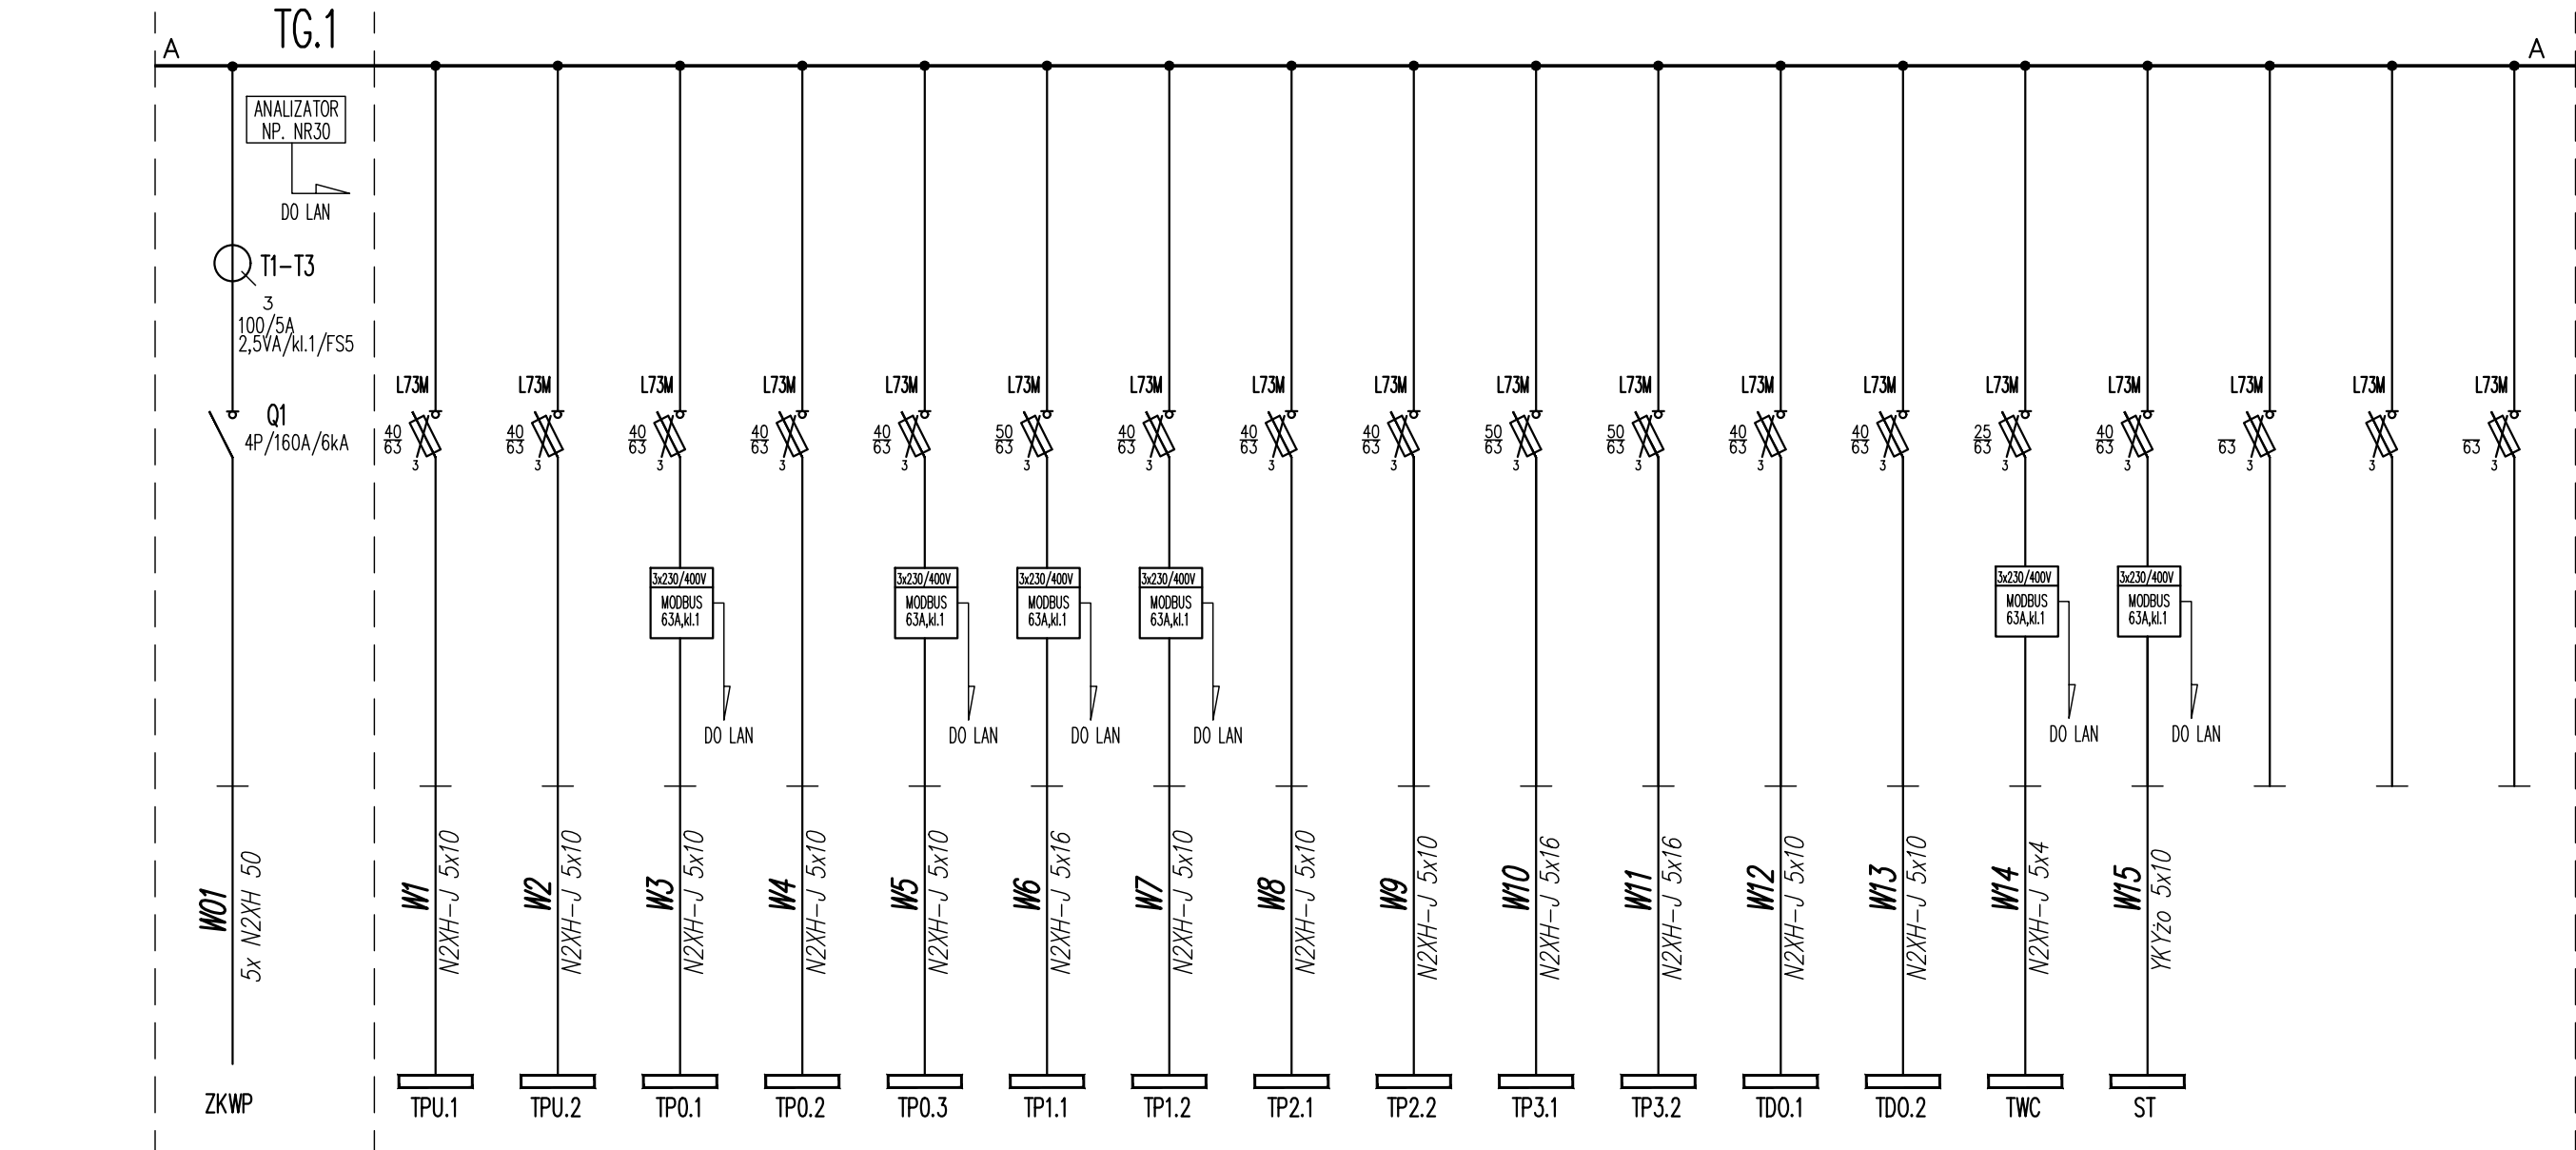 TG.1
A
A
ANALIZATOR
NP. NR30
DO LAN
T1-T3
3
100/5A
2,5VA/kl.1/FS5
Q1
4P/160A/6kA
W01
5x N2XH 50
ZKWP
L73M
40
63
3
W1
N2XH-J 5x10
TPU.1
L73M
40
63
3
W2
N2XH-J 5x10
TPU.2
L73M
40
63
3
3x230/400V
MODBUS
63A,kl.1
DO LAN
W3
N2XH-J 5x10
TP0.1
L73M
40
63
3
W4
N2XH-J 5x10
TP0.2
L73M
40
63
3
3x230/400V
MODBUS
63A,kl.1
DO LAN
W5
N2XH-J 5x10
TP0.3
L73M
50
63
3
3x230/400V
MODBUS
63A,kl.1
DO LAN
W6
N2XH-J 5x16
TP1.1
L73M
40
63
3
3x230/400V
MODBUS
63A,kl.1
DO LAN
W7
N2XH-J 5x10
TP1.2
L73M
40
63
3
W8
N2XH-J 5x10
TP2.1
L73M
40
63
3
W9
N2XH-J 5x10
TP2.2
L73M
50
63
3
W10
N2XH-J 5x16
TP3.1
L73M
50
63
3
W11
N2XH-J 5x16
TP3.2
L73M
40
63
3
W12
N2XH-J 5x10
TDO.1
L73M
40
63
3
W13
N2XH-J 5x10
TDO.2
L73M
25
63
3
3x230/400V
MODBUS
63A,kl.1
DO LAN
W14
N2XH-J 5x4
TWC
L73M
40
63
3
3x230/400V
MODBUS
63A,kl.1
DO LAN
W15
YKYżo 5x10
ST
L73M
63
3
L73M
3
L73M
63
3